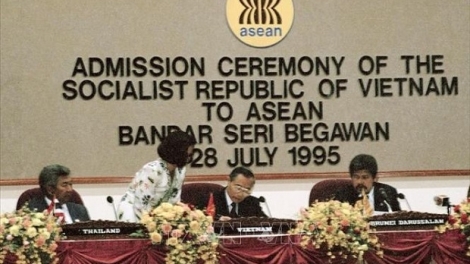 asean
ADMISSION CEREMONY OF THE
SOCIALIST REPUBLIC OF VIETNAM
TO ASEAN
BANDAR SERI BEGAWAN
28 JULY 1995
THAILAND
VIETNAM
BRUNEI DARUSSALAM